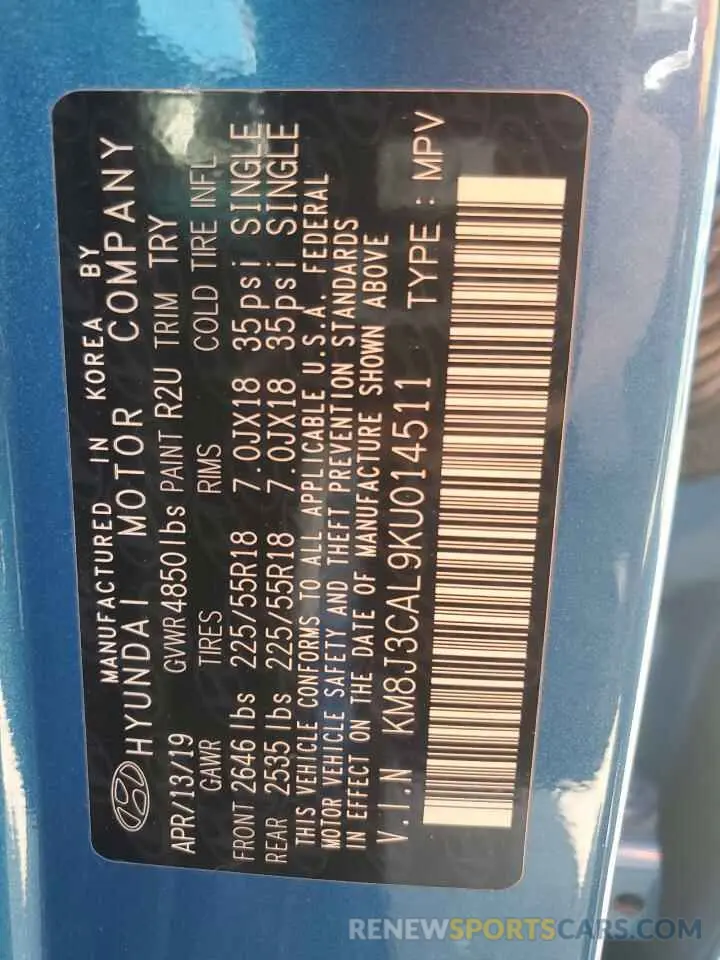 MANUFACTURED IN KOREA BY
HYUNDAI MOTOR COMPANY
APR/13/19 GVWR 4850lbs PAINT R2U TRIM TRY
GAWR TIRES RIMS COLD TIRE INFL
FRONT 2646 lbs 225/55R18 7.0JX18 35psi SINGLE
REAR 2535 lbs 225/55R18 7.0JX18 35psi SINGLE
THIS VEHICLE CONFORMS TO ALL APPLICABLE U.S.A. FEDERAL
MOTOR VEHICLE SAFETY AND THEFT PREVENTION STANDARDS
IN EFFECT ON THE DATE OF MANUFACTURE SHOWN ABOVE
V.I.N KM8J3CAL9KU014511 TYPE : MPV
RENEWSPORTSCARS.COM